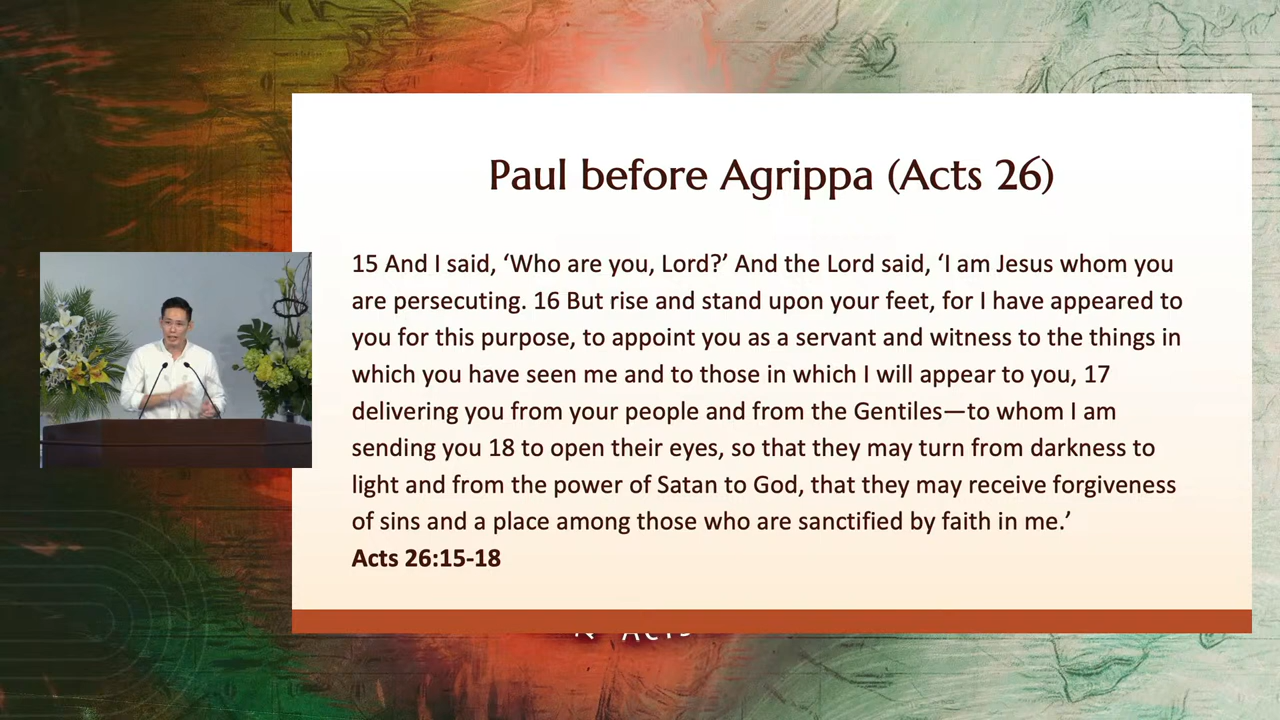 Paul before Agrippa (Acts 26)
15 And I said, ‘Who are you, Lord?’ And the Lord said, ‘I am Jesus whom you
are persecuting. 16 But rise and stand upon your feet, for I have appeared to
you for this purpose, to appoint you as a servant and witness to the things in
which you have seen me and to those in which I will appear to you, 17
delivering you from your people and from the Gentiles—to whom I am
sending you 18 to open their eyes, so that they may turn from darkness to
light and from the power of Satan to God, that they may receive forgiveness
of sins and a place among those who are sanctified by faith in me.’
Acts 26:15-18
ACTS